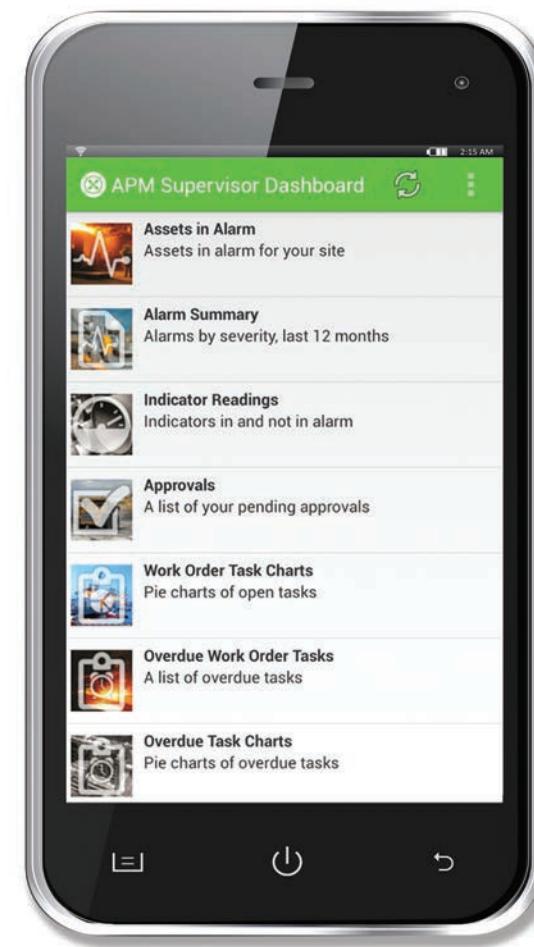 2:15 AM
APM Supervisor Dashboard
Assets in Alarm
Assets in alarm for your site
Alarm Summary
Alarms by severity, last 12 months
Indicator Readings
Indicators in and not in alarm
Approvals
A list of your pending approvals
Work Order Task Charts
Pie charts of open tasks
Overdue Work Order Tasks
A list of overdue tasks
Overdue Task Charts
Pie charts of overdue tasks